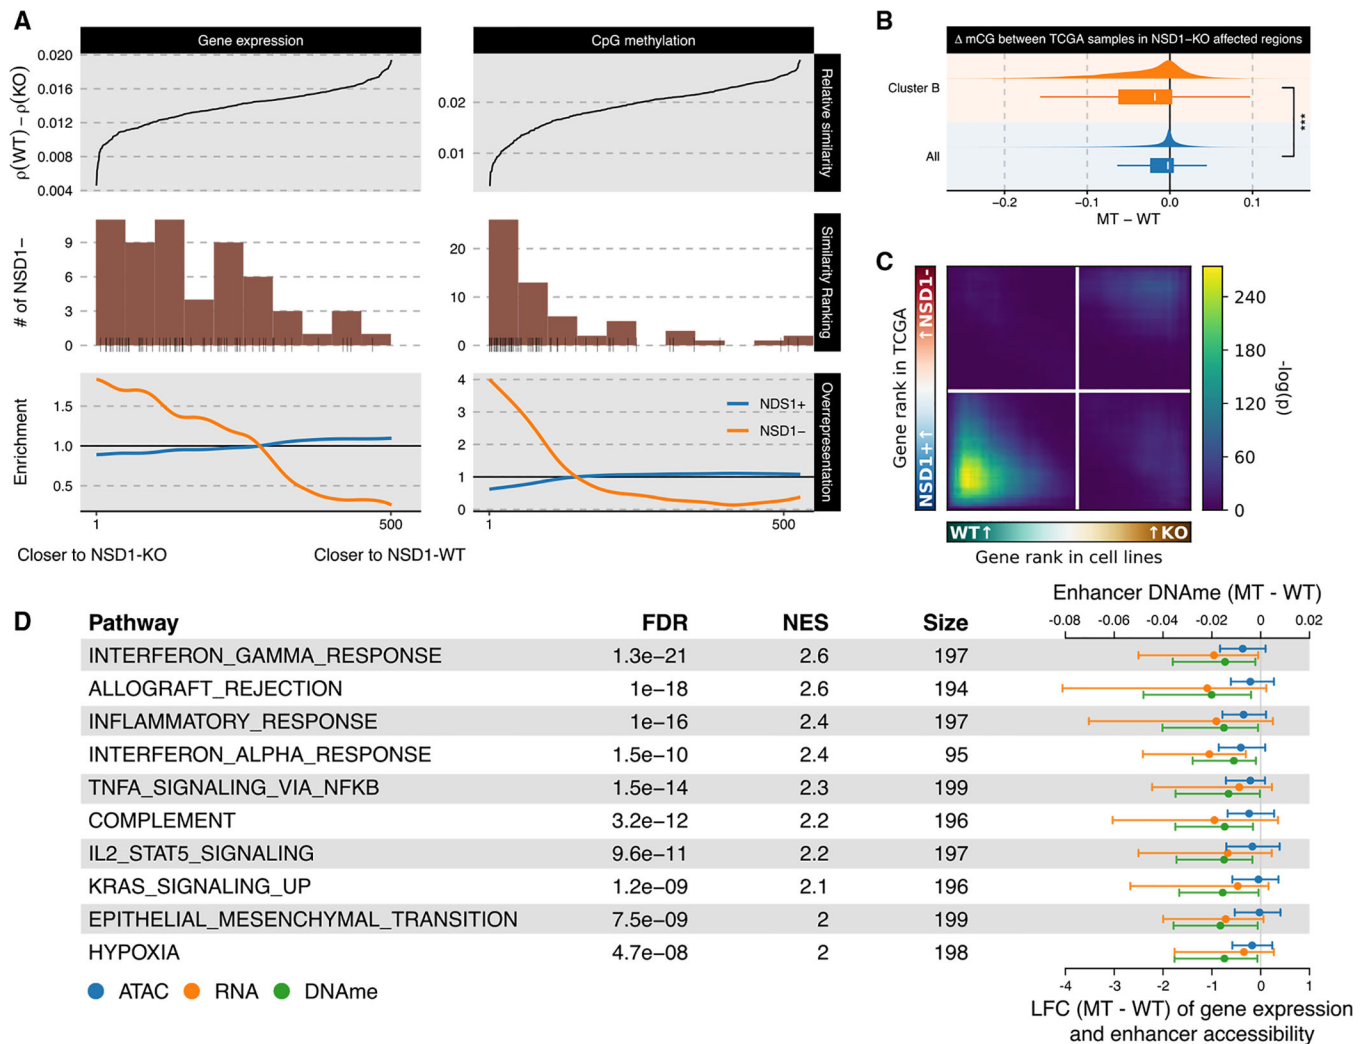 A
Gene expression
CpG methylation
ρ(WT) − ρ(KO)
0.020
0.016
0.012
0.008
0.004
0.02
0.01
Relative similarity
# of NSD1−
9
6
3
0
20
10
0
Similarity Ranking
Enrichment
1.5
1.0
0.5
4
3
2
1
0
NDS1+
NSD1−
Overrepresentation
1
500
1
500
Closer to NSD1-KO
Closer to NSD1-WT
B
Δ mCG between TCGA samples in NSD1−KO affected regions
Cluster B
All
***
−0.2
−0.1
0.0
0.1
MT − WT
C
Gene rank in TCGA
↑NSD1-
NSD1+↑
WT↑
↑KO
Gene rank in cell lines
240
180
120
60
0
-log(p)
D
Pathway FDR NES Size
INTERFERON_GAMMA_RESPONSE 1.3e−21 2.6 197
ALLOGRAFT_REJECTION 1e−18 2.6 194
INFLAMMATORY_RESPONSE 1e−16 2.4 197
INTERFERON_ALPHA_RESPONSE 1.5e−10 2.4 95
TNFA_SIGNALING_VIA_NFKB 1.5e−14 2.3 199
COMPLEMENT 3.2e−12 2.2 196
IL2_STAT5_SIGNALING 9.6e−11 2.2 197
KRAS_SIGNALING_UP 1.2e−09 2.1 196
EPITHELIAL_MESENCHYMAL_TRANSITION 7.5e−09 2 199
HYPOXIA 4.7e−08 2 198
ATAC RNA DNAme
Enhancer DNAme (MT - WT)
-0.08 -0.06 -0.04 -0.02 0 0.02
-4 -3 -2 -1 0 1
LFC (MT - WT) of gene expression
and enhancer accessibility